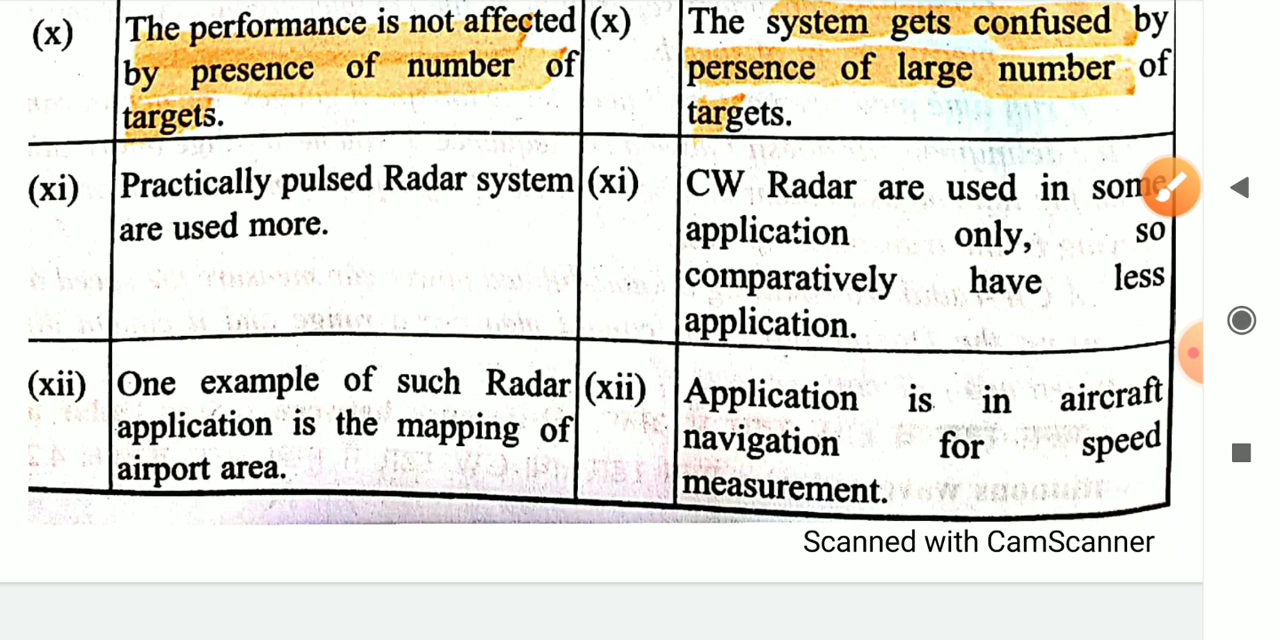 (x) The performance is not affected (x) The system gets confused by
by presence of number of persence of large number of
targets. targets.
(xi) Practically pulsed Radar system (xi) CW Radar are used in some
are used more. application only, so
comparatively have less
application.
(xii) One example of such Radar (xii) Application is in aircraft
application is the mapping of navigation for speed
airport area. measurement.
Scanned with CamScanner